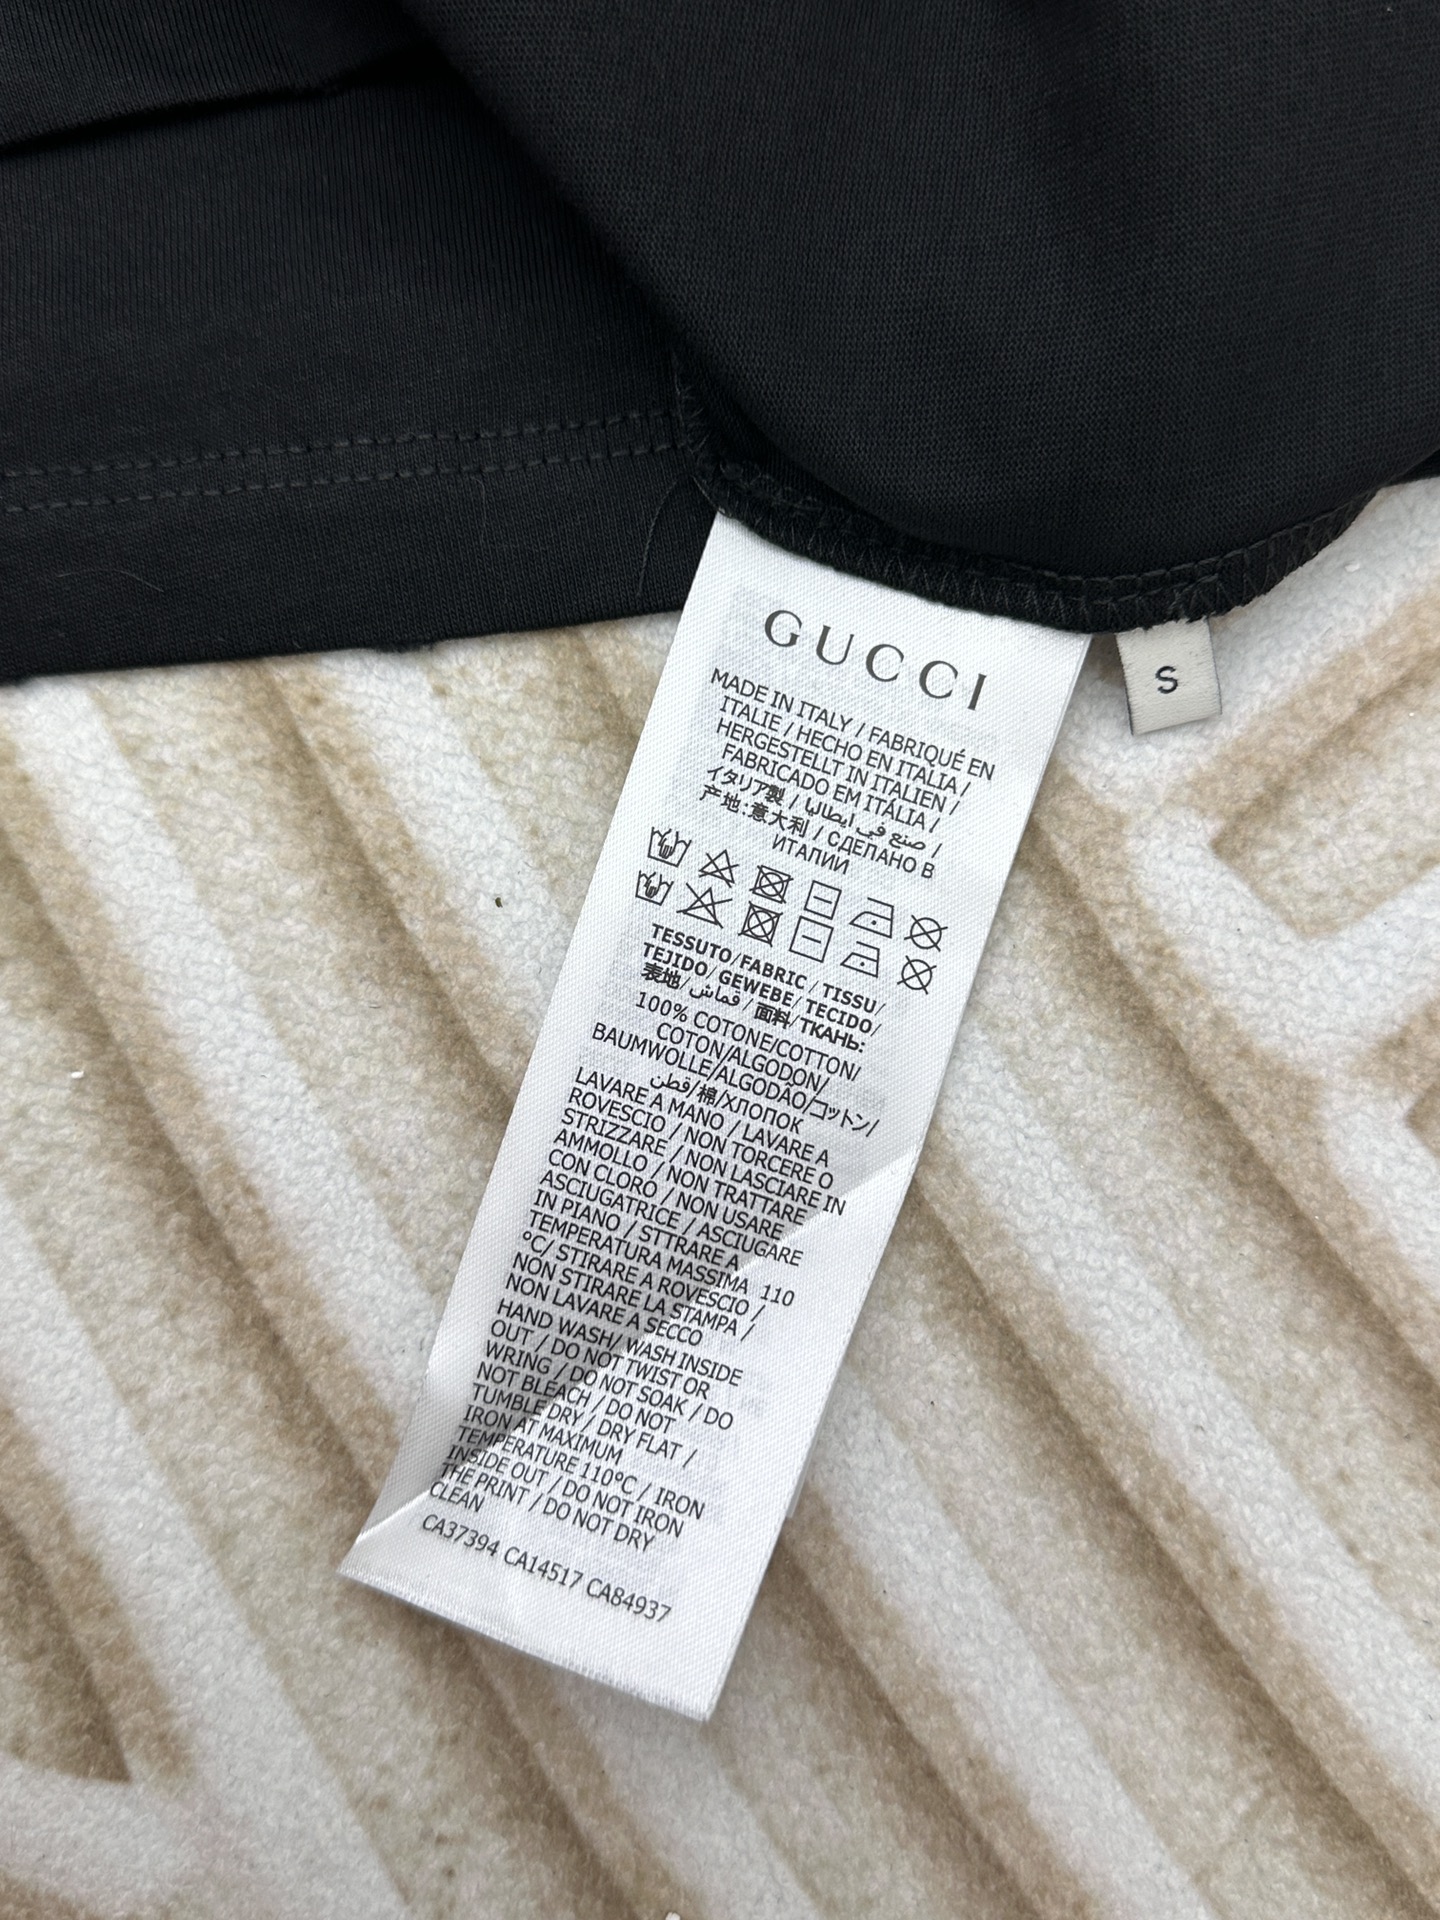 GUCCI
MADE IN ITALY / FABRIQUÉ EN
ITALIE / HECHO EN ITALIA /
HERGESTELLT IN ITALIEN /
FABRICADO EM ITÁLIA /
イタリア製 / صنع في ايطاليا /
产地:意大利 / СДЕЛАНО В
ИТАЛИИ
TESSUTO/FABRIC / TISSU/
TEJIDO/ GEWEBE/ TECIDO/
表地/ قماش / 面料/ТКАНЬ:
100% COTONE/COTTON/
COTON/ALGODON/
BAUMWOLLE/ALGODÃO/コットン/
قطن/棉/ХЛОПОК
LAVARE A MANO / LAVARE A
ROVESCIO / NON TORCERE O
STRIZZARE / NON LASCIARE IN
AMMOLLO / NON TRATTARE
CON CLORO / NON USARE
ASCIUGATRICE / ASCIUGARE
IN PIANO / STTRARE A
TEMPERATURA MASSIMA 110
°C/ STIRARE A ROVESCIO /
NON STIRARE LA STAMPA /
NON LAVARE A SECCO
HAND WASH/ WASH INSIDE
OUT / DO NOT TWIST OR
WRING / DO NOT SOAK / DO
NOT BLEACH / DO NOT
TUMBLE DRY / DRY FLAT /
IRON AT MAXIMUM
TEMPERATURE 110°C / IRON
INSIDE OUT / DO NOT IRON
THE PRINT / DO NOT DRY
CLEAN
CA37394 CA14517 CA84937
S